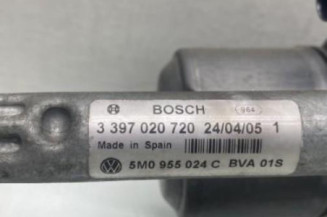 BOSCH
3 397 020 720 24/04/05 1
Made in Spain
5M0 955 024 C BVA 01S